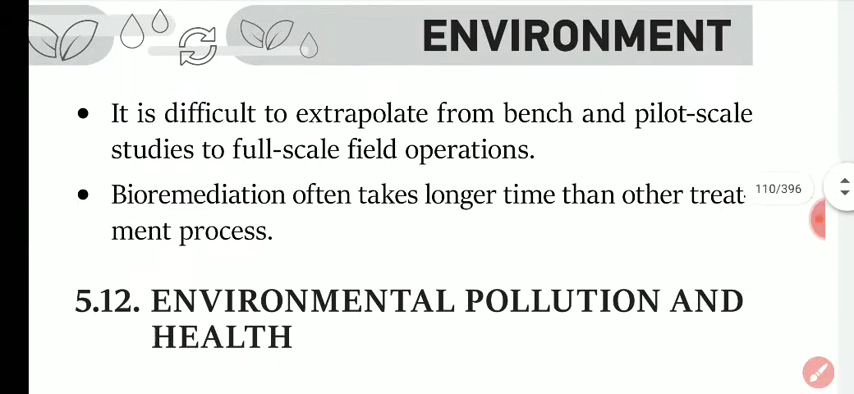 ENVIRONMENT
• It is difficult to extrapolate from bench and pilot-scale
studies to full-scale field operations.
• Bioremediation often takes longer time than other treat-
110/396
ment process.
5.12. ENVIRONMENTAL POLLUTION AND
HEALTH